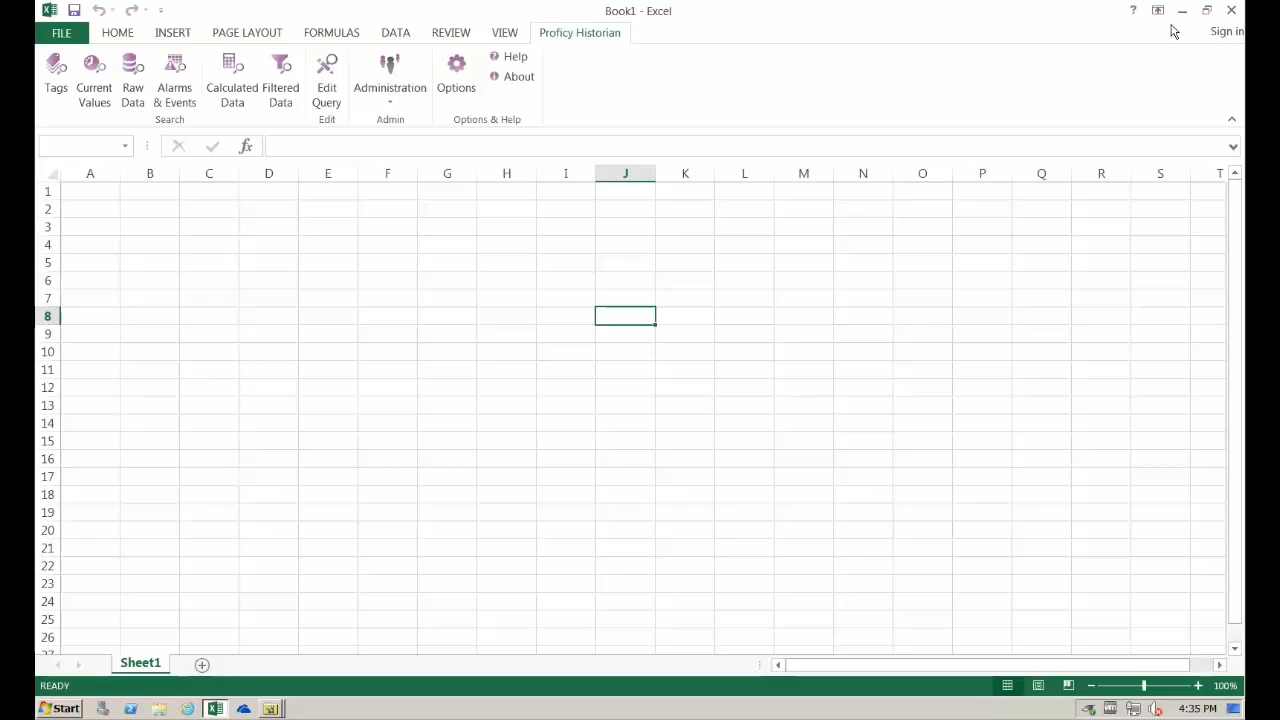 Book1 - Excel
?
Sign in
FILE HOME INSERT PAGE LAYOUT FORMULAS DATA REVIEW VIEW Proficy Historian
Tags
Current
Values
Raw
Data
Alarms
& Events
Search
Calculated
Data
Filtered
Data
Edit
Query
Edit
Administration
Admin
Options
Help
About
Options & Help
fx
A B C D E F G H I J K L M N O P Q R S T
1
2
3
4
5
6
7
8
9
10
11
12
13
14
15
16
17
18
19
20
21
22
23
24
25
26
27
Sheet1
READY
100%
Start
4:35 PM